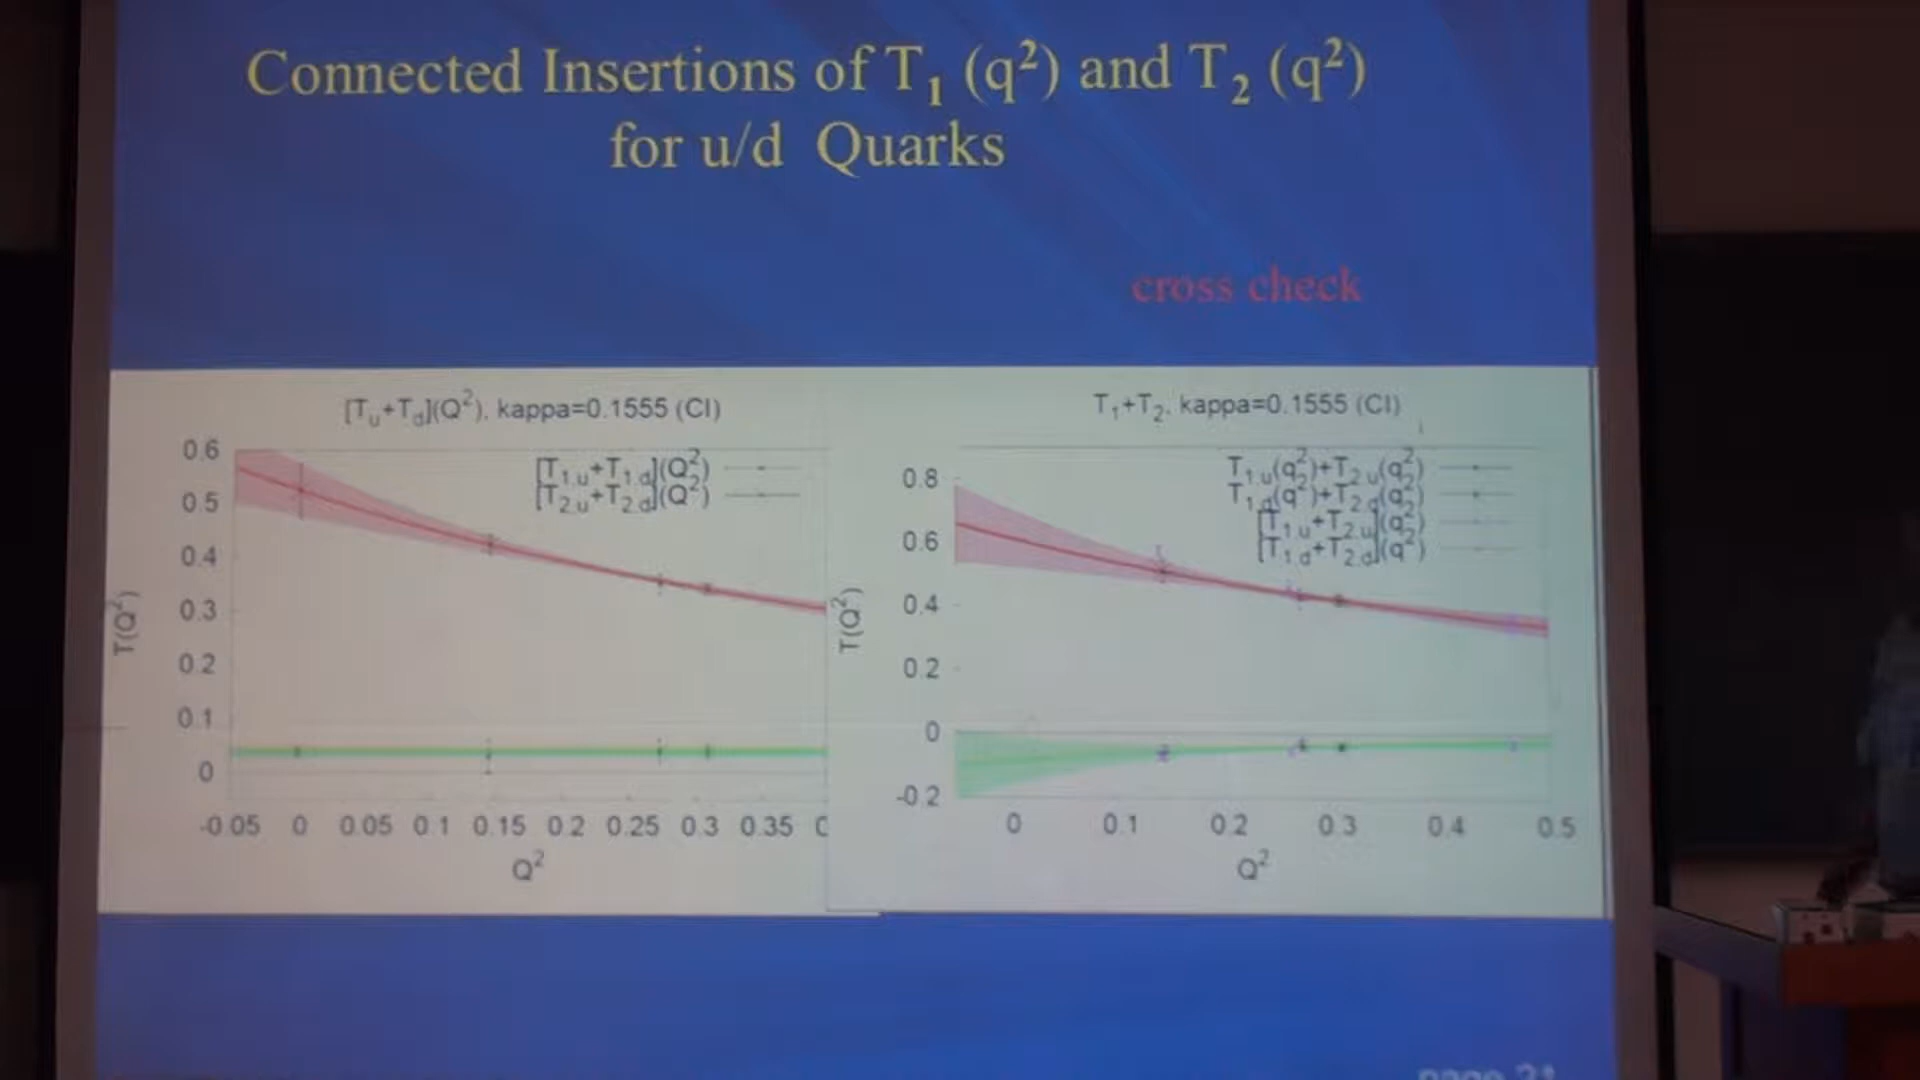 Connected Insertions of T₁ (q²) and T₂ (q²)
for u/d Quarks
cross check
[Tᵤ+T_d](Q²), kappa=0.1555 (CI)
[T₁.ᵤ+T₁.d](Q²)
[T₂.ᵤ+T₂.d](Q²)
T(Q²)
0.6
0.5
0.4
0.3
0.2
0.1
0
-0.05 0 0.05 0.1 0.15 0.2 0.25 0.3 0.35
Q²
T₁+T₂, kappa=0.1555 (CI)
T₁.ᵤ(q²)+T₂.ᵤ(q²)
T₁.d(q²)+T₂.d(q²)
[T₁.ᵤ+T₂.ᵤ](q²)
[T₁.d+T₂.d](q²)
T(Q²)
0.8
0.6
0.4
0.2
0
-0.2
0 0.1 0.2 0.3 0.4 0.5
Q²